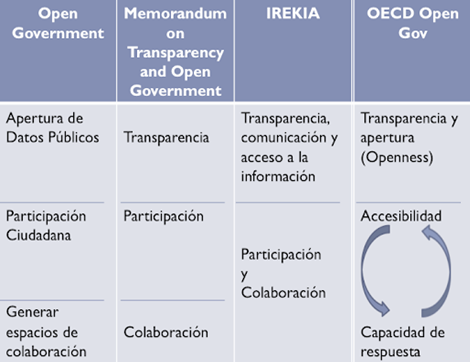 Open
Government
Memorandum
on
Transparency
and Open
Government
IREKIA
OECD Open
Gov
Apertura de
Datos Públicos
Transparencia
Transparencia,
comunicación y
acceso a la
información
Transparencia y
apertura
(Openness)
Participación
Ciudadana
Participación
Participación
y
Colaboración
Accesibilidad
Generar
espacios de
colaboración
Colaboración
Capacidad de
respuesta